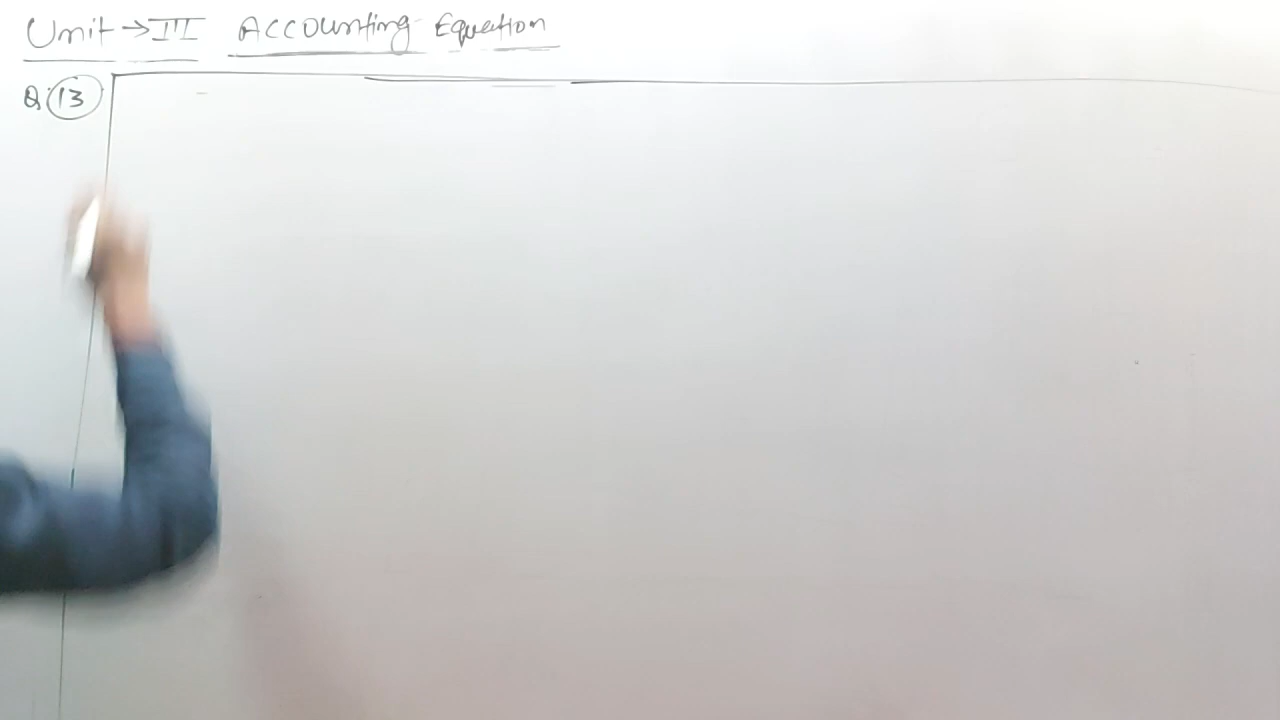 Unit → III Accounting Equation
Q. 13